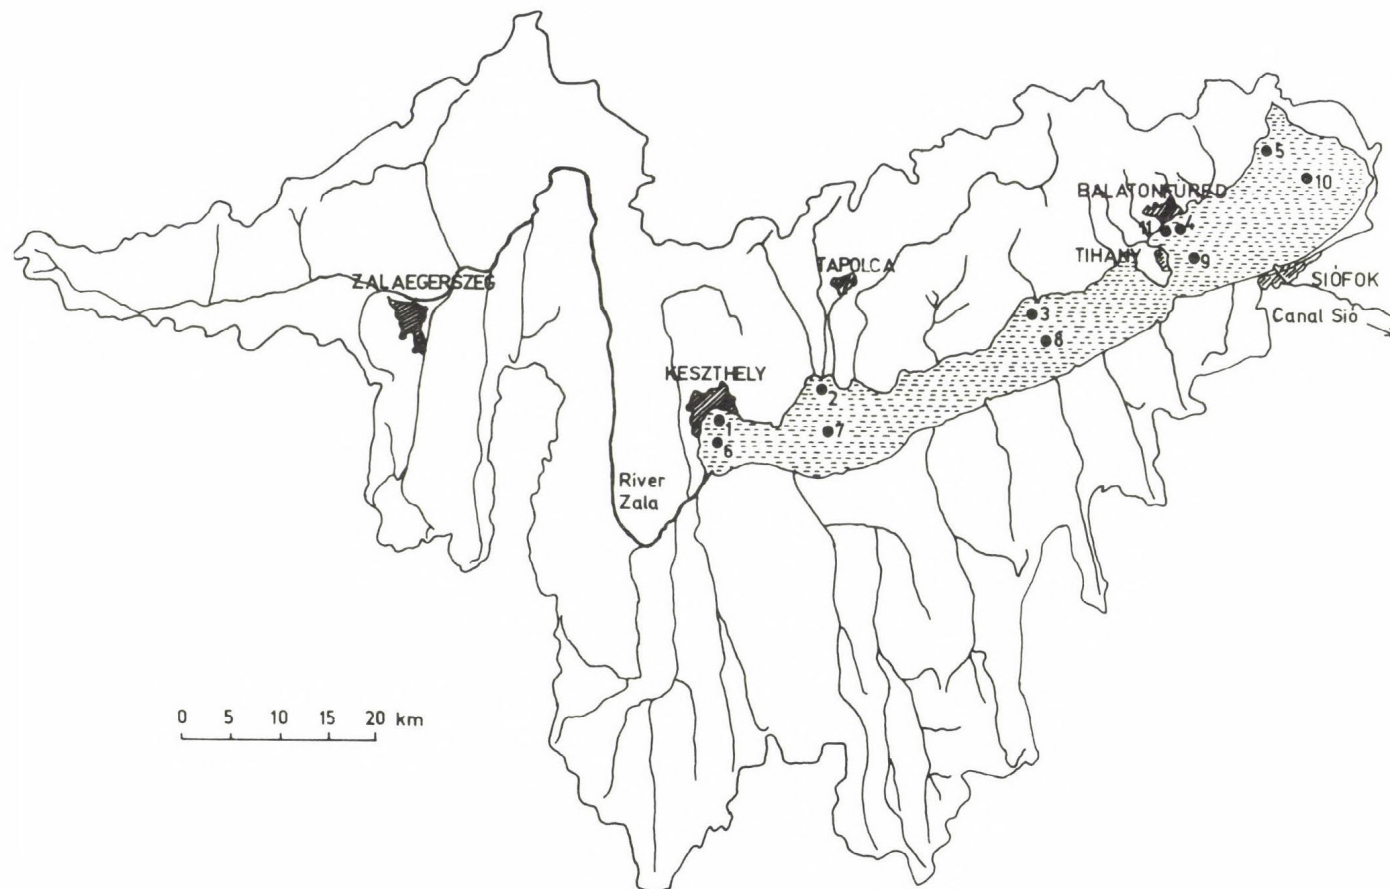 5
10
BALATONFÜRED
11
4
TIHANY
9
TAPOLCA
SIÓFOK
ZALAEGERSZEG
3
Canal Sió
8
KESZTHELY
2
1
7
6
River
Zala
0 5 10 15 20 km